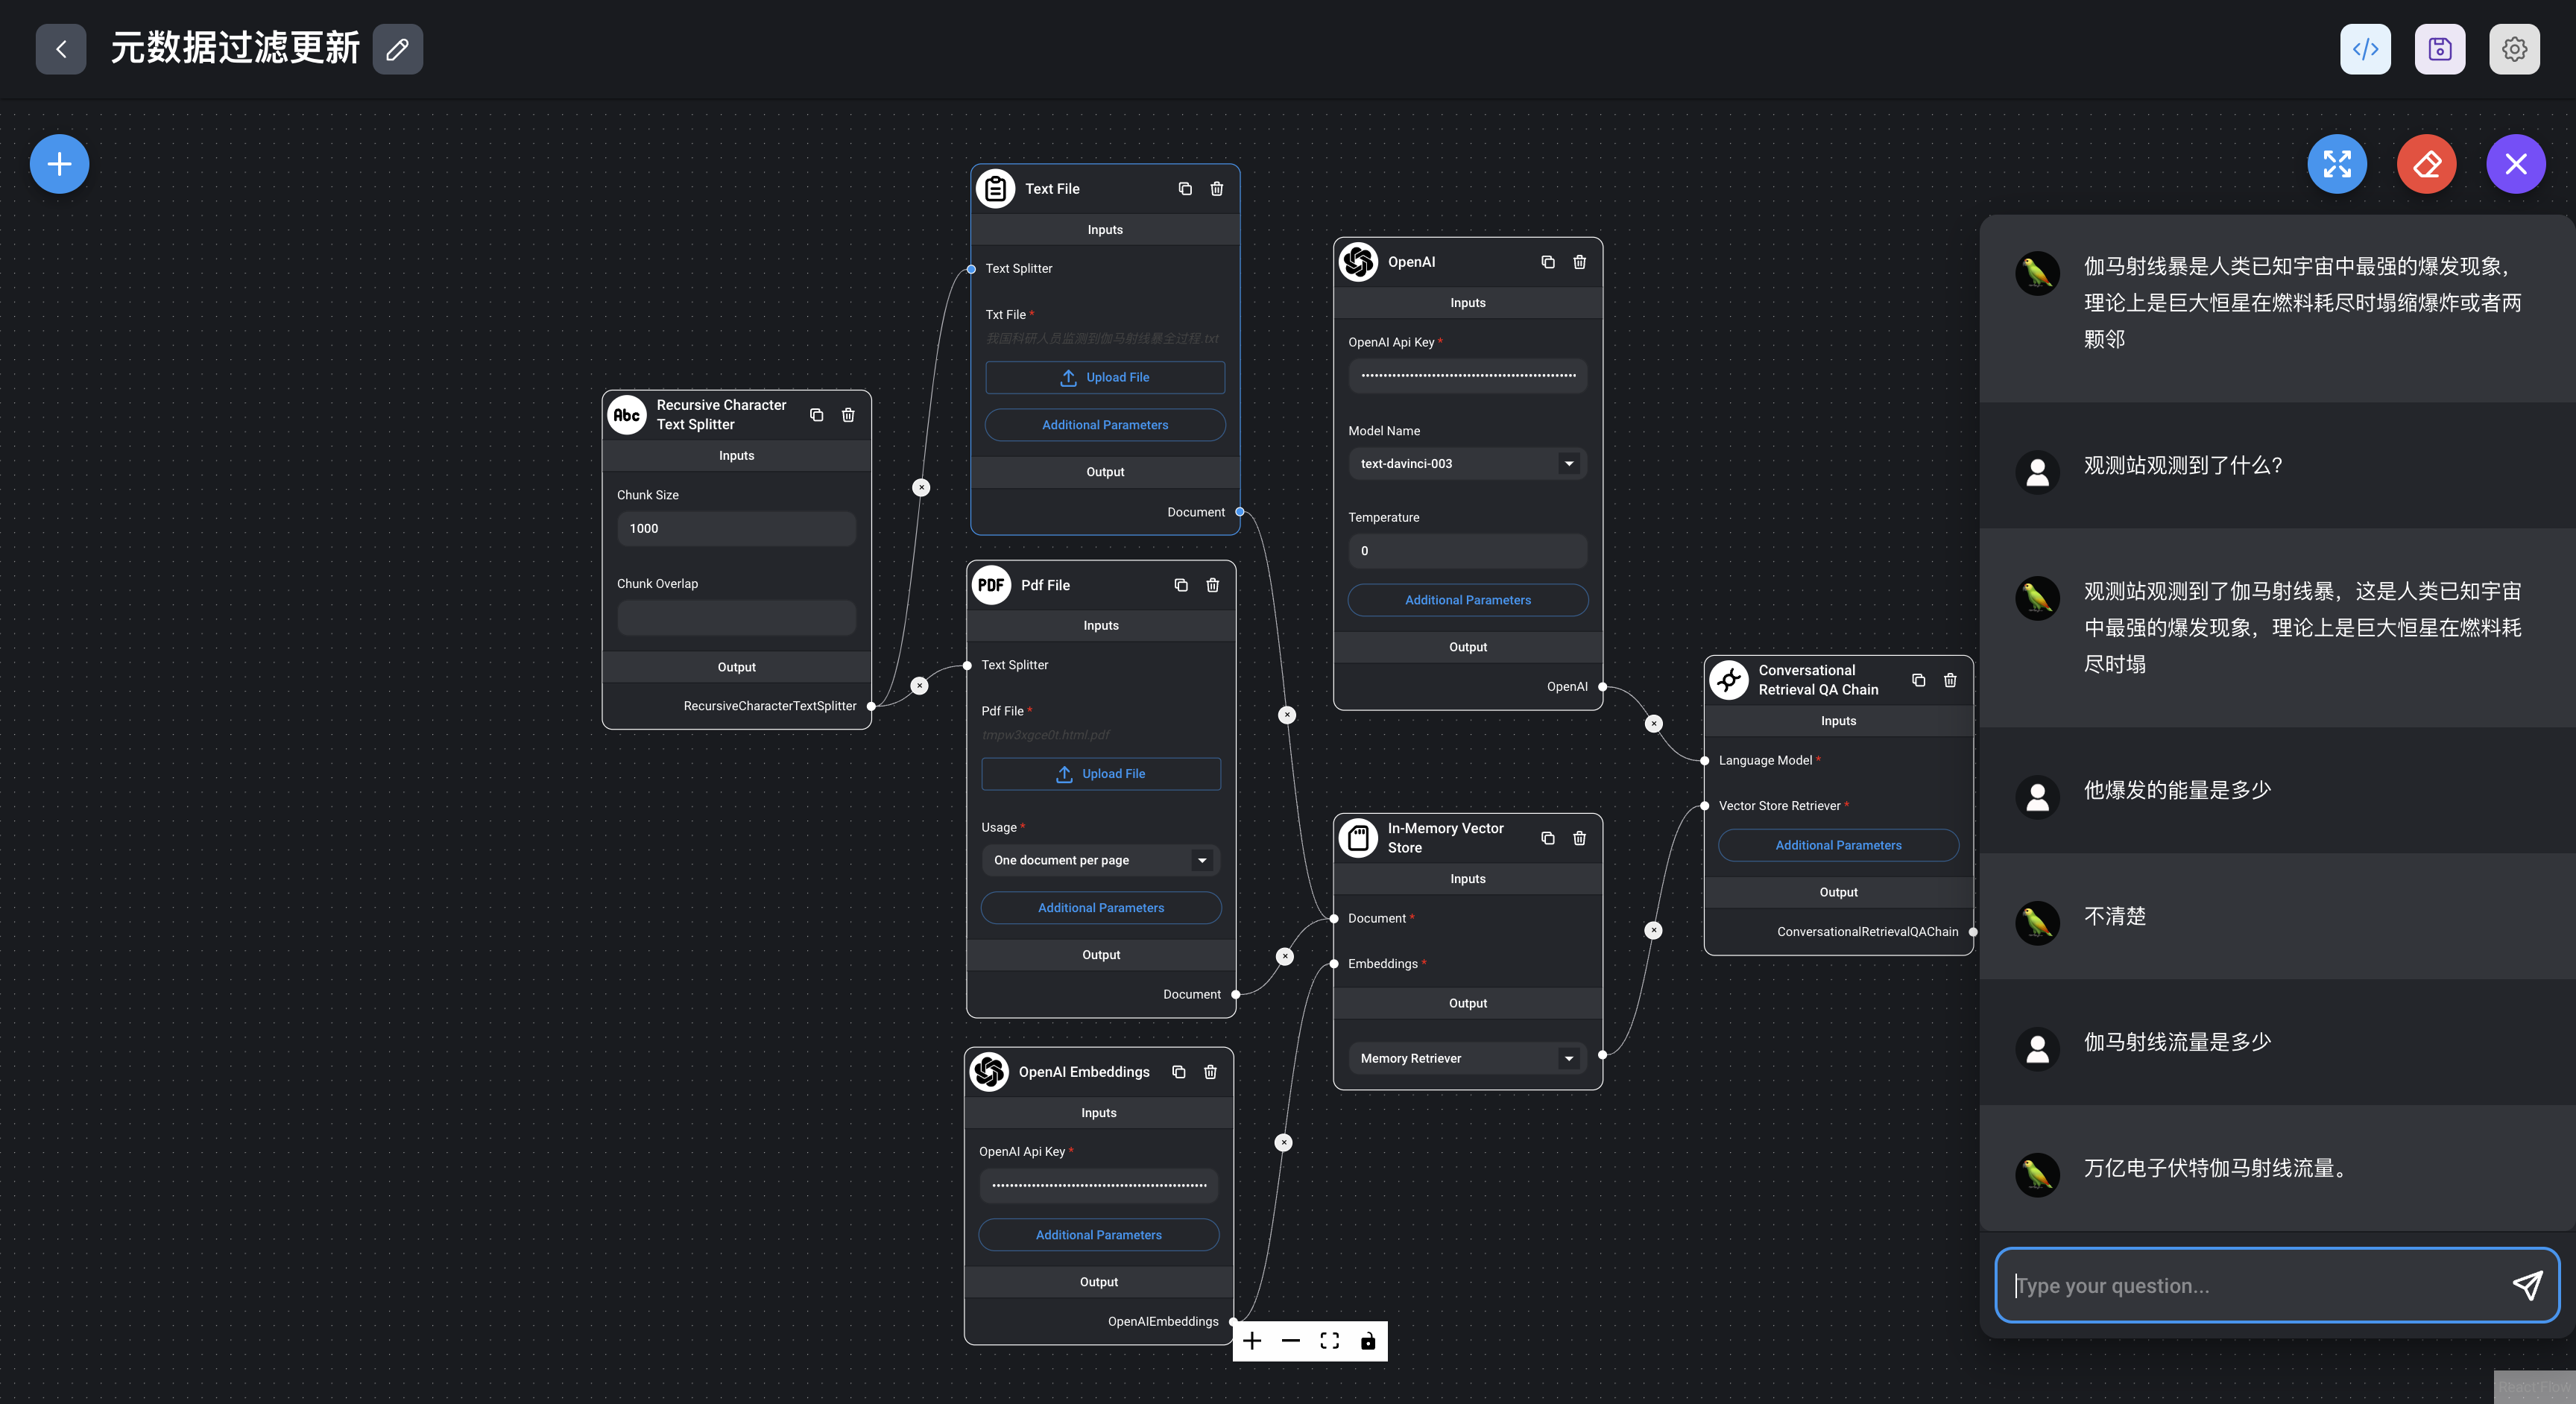 元数据过滤更新
Text File
Inputs
Text Splitter
Txt File *
我国科研人员监测到伽马射线暴全过程.txt
Upload File
Additional Parameters
Output
Document
Abc
Recursive Character
Text Splitter
Inputs
Chunk Size
1000
Chunk Overlap
Output
RecursiveCharacterTextSplitter
PDF
Pdf File
Inputs
Text Splitter
Pdf File *
tmpw3xgce0t.html.pdf
Upload File
Usage *
One document per page
Additional Parameters
Output
Document
OpenAI Embeddings
Inputs
OpenAI Api Key *
Additional Parameters
Output
OpenAIEmbeddings
OpenAI
Inputs
OpenAI Api Key *
Model Name
text-davinci-003
Temperature
0
Additional Parameters
Output
OpenAI
In-Memory Vector
Store
Inputs
Document *
Embeddings *
Output
Memory Retriever
Conversational
Retrieval QA Chain
Inputs
Language Model *
Vector Store Retriever *
Additional Parameters
Output
ConversationalRetrievalQAChain
伽马射线暴是人类已知宇宙中最强的爆发现象，
理论上是巨大恒星在燃料耗尽时塌缩爆炸或者两
颗邻
观测站观测到了什么？
观测站观测到了伽马射线暴，这是人类已知宇宙
中最强的爆发现象，理论上是巨大恒星在燃料耗
尽时塌
他爆发的能量是多少
不清楚
伽马射线流量是多少
万亿电子伏特伽马射线流量。
Type your question...
React Flow